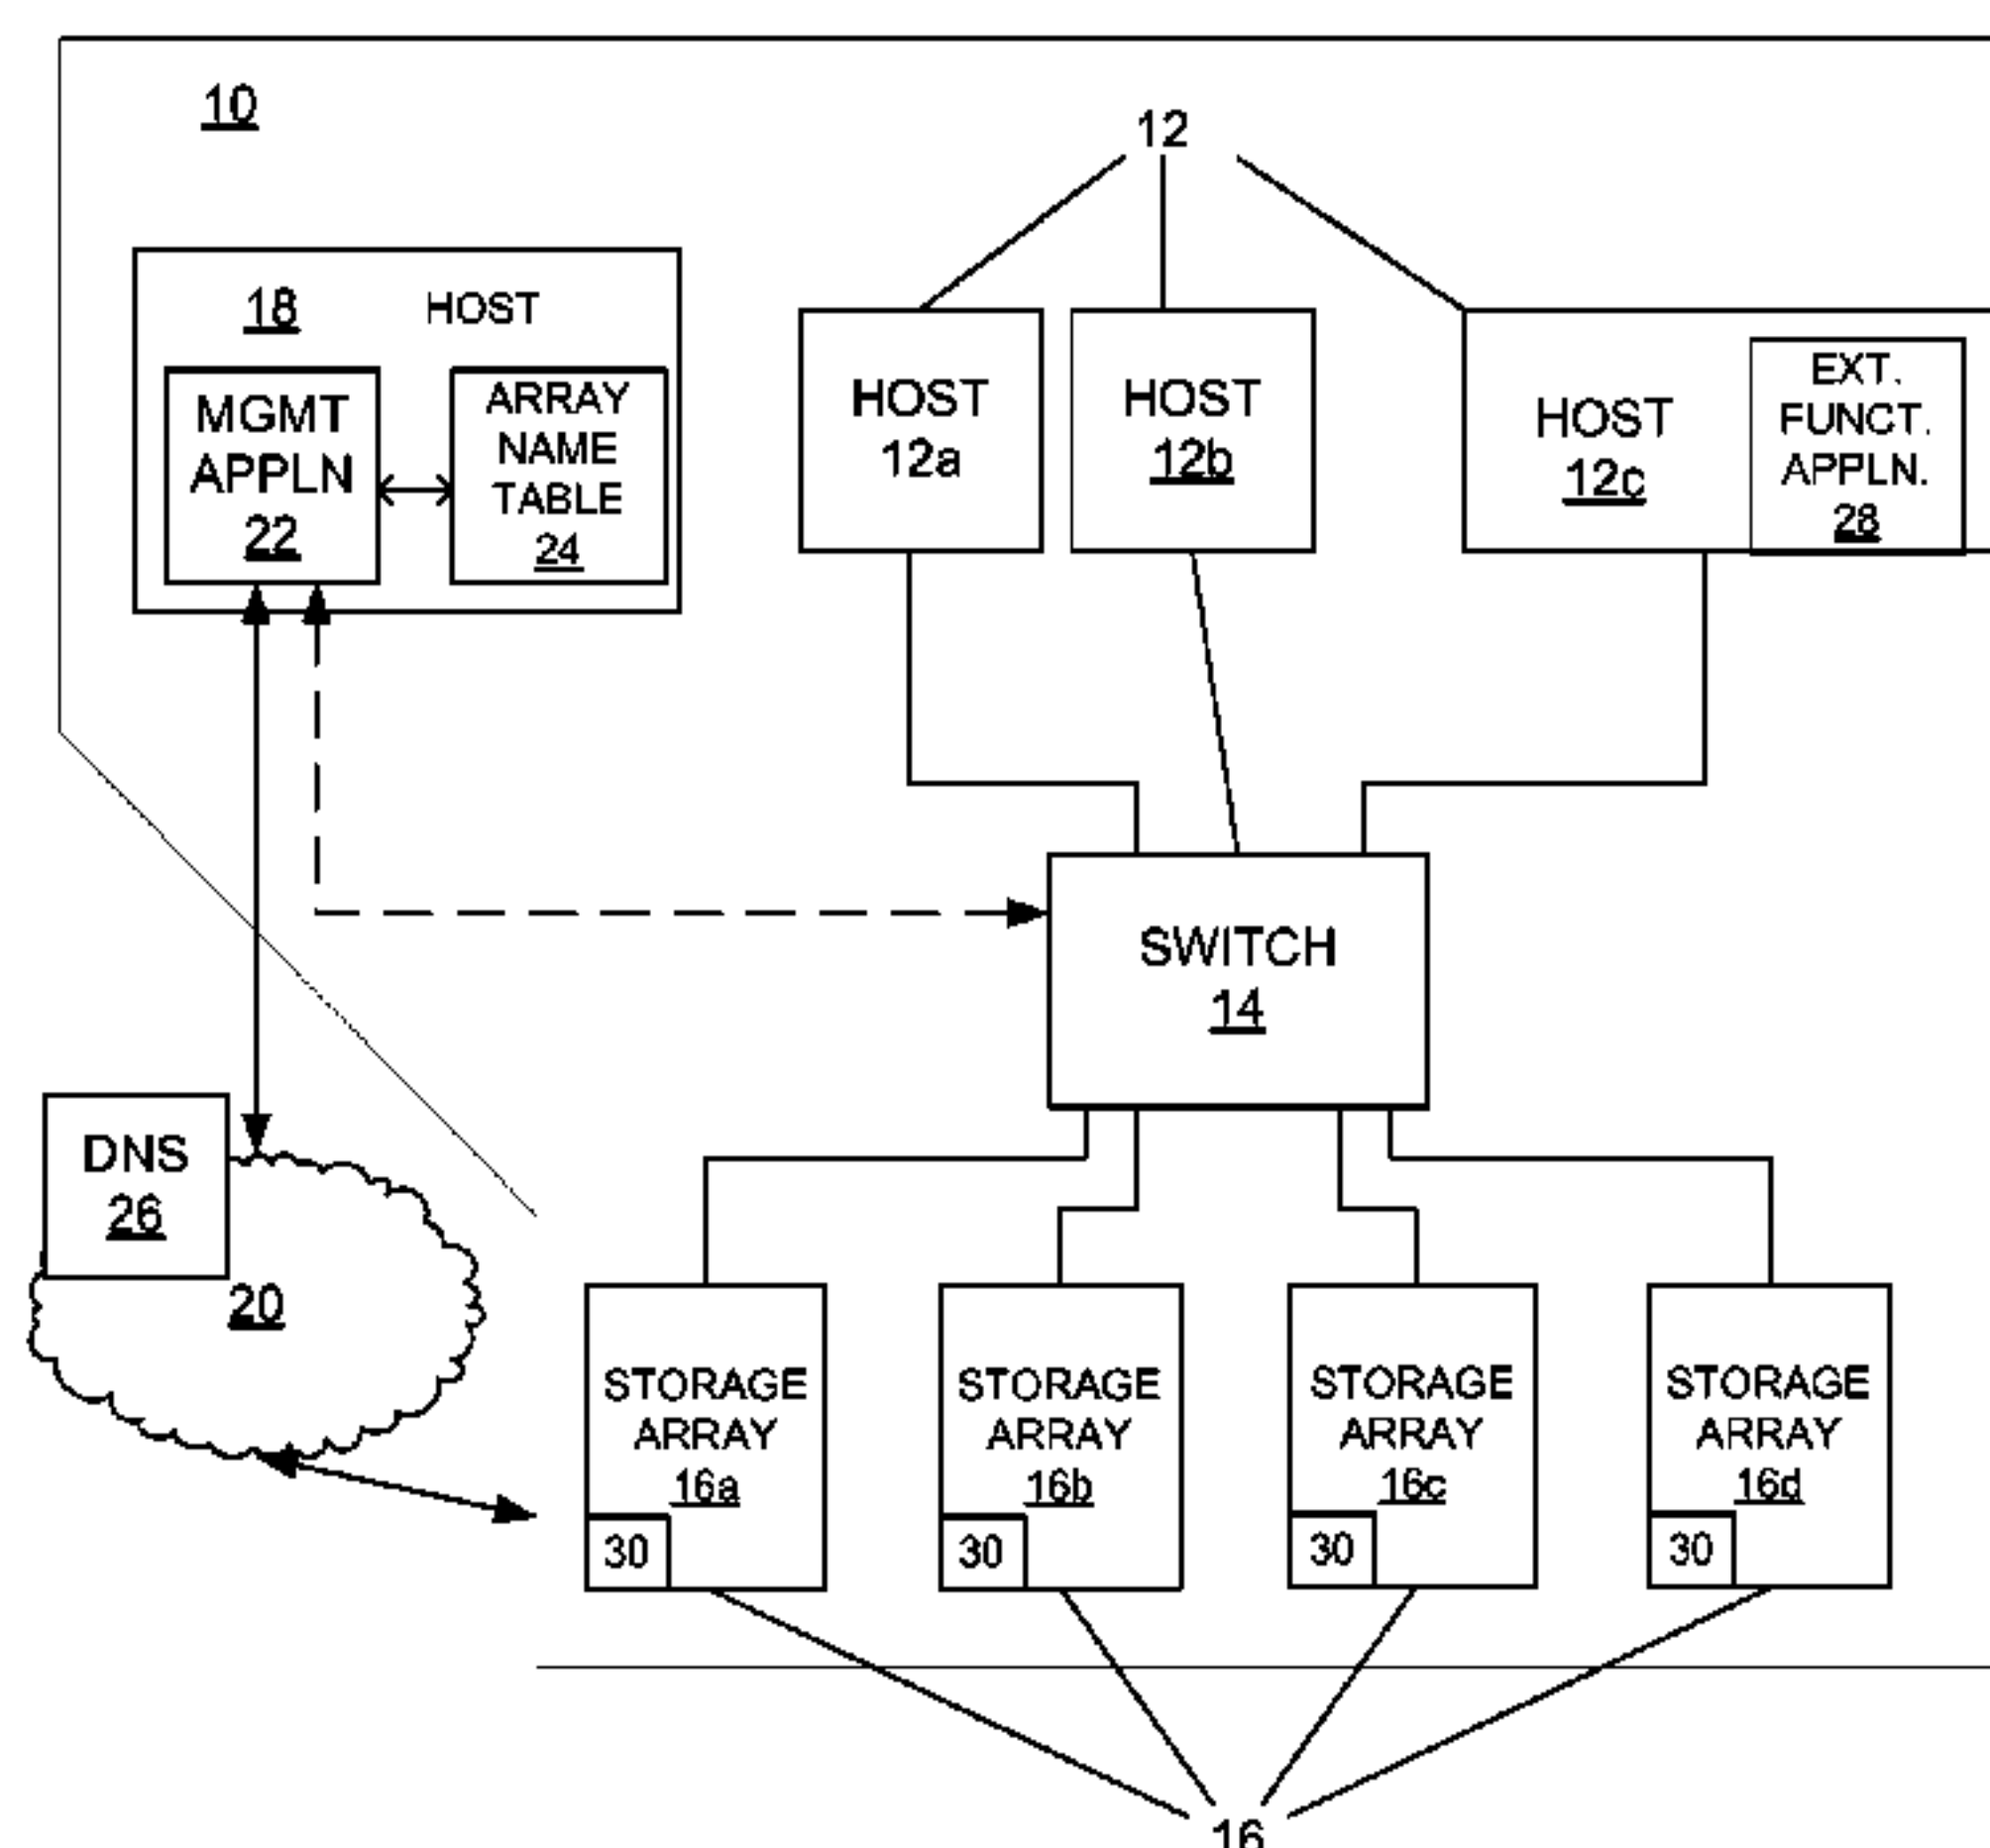 10
12
18 HOST
MGMT
APPLN
22
ARRAY
NAME
TABLE
24
HOST
12a
HOST
12b
HOST
12c
EXT.
FUNCT.
APPLN.
28
SWITCH
14
DNS
26
20
STORAGE
ARRAY
16a
30
STORAGE
ARRAY
16b
30
STORAGE
ARRAY
16c
30
STORAGE
ARRAY
16d
30
16